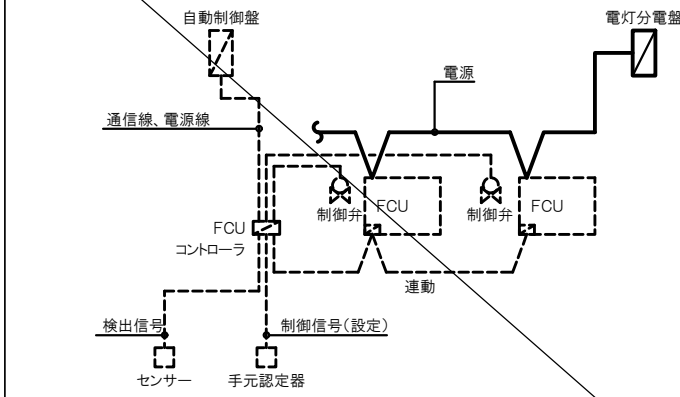 自動制御盤
電灯分電盤
電源
通信線、電源線
制御弁
FCU
制御弁
FCU
FCU
コントローラ
連動
検出信号
制御信号(設定)
センサー
手元認定器